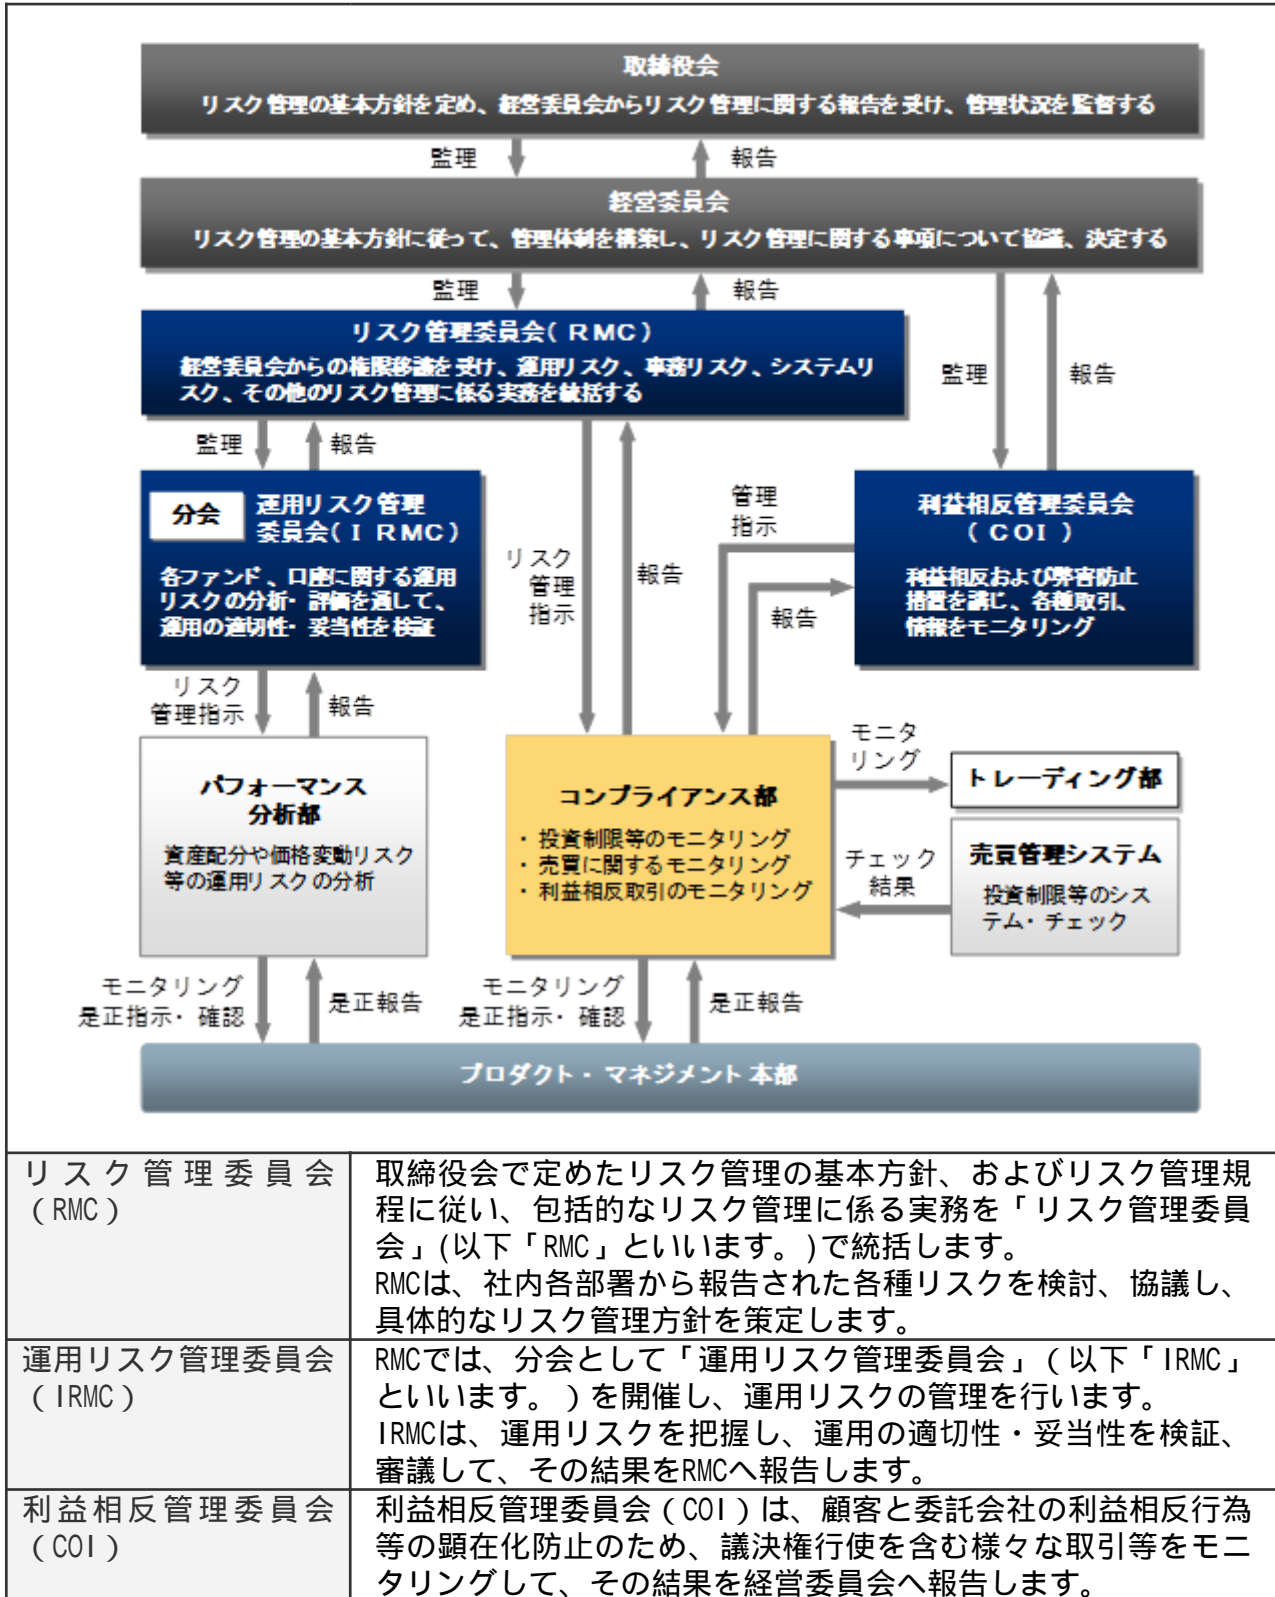 取締役会
リスク管理の基本方針を定め、経営委員会からリスク管理に関する報告を受け、管理状況を監督する
監理
報告
経営委員会
リスク管理の基本方針に従って、管理体制を構築し、リスク管理に関する事項について協議、決定する
監理
報告
リスク管理委員会(RMC)
経営委員会からの権限移譲を受け、運用リスク、事務リスク、システムリ
スク、その他のリスク管理に係る実務を統括する
監理
報告
監理
報告
分会
運用リスク管理
委員会(IRMC)
各ファンド、口座に関する運用
リスクの分析・評価を通して、
運用の適切性・妥当性を検証
リスク
管理
指示
報告
管理
指示
報告
利益相反管理委員会
(COI)
利益相反および弊害防止
措置を講じ、各種取引、
情報をモニタリング
リスク
管理指示
報告
パフォーマンス
分析部
資産配分や価格変動リスク
等の運用リスクの分析
コンプライアンス部
・投資制限等のモニタリング
・売買に関するモニタリング
・利益相反取引のモニタリング
モニタ
リング
トレーディング部
チェック
結果
売買管理システム
投資制限等のシス
テム・チェック
モニタリング
是正指示・確認
是正報告
モニタリング
是正指示・確認
是正報告
プロダクト・マネジメント本部
リスク管理委員会
(RMC)
取締役会で定めたリスク管理の基本方針、およびリスク管理規
程に従い、包括的なリスク管理に係る実務を「リスク管理委員
会」(以下「RMC」といいます。)で統括します。
RMCは、社内各部署から報告された各種リスクを検討、協議し、
具体的なリスク管理方針を策定します。
運用リスク管理委員会
(IRMC)
RMCでは、分会として「運用リスク管理委員会」(以下「IRMC」
といいます。)を開催し、運用リスクの管理を行います。
IRMCは、運用リスクを把握し、運用の適切性・妥当性を検証、
審議して、その結果をRMCへ報告します。
利益相反管理委員会
(COI)
利益相反管理委員会(COI)は、顧客と委託会社の利益相反行為
等の顕在化防止のため、議決権行使を含む様々な取引等をモニ
タリングして、その結果を経営委員会へ報告します。